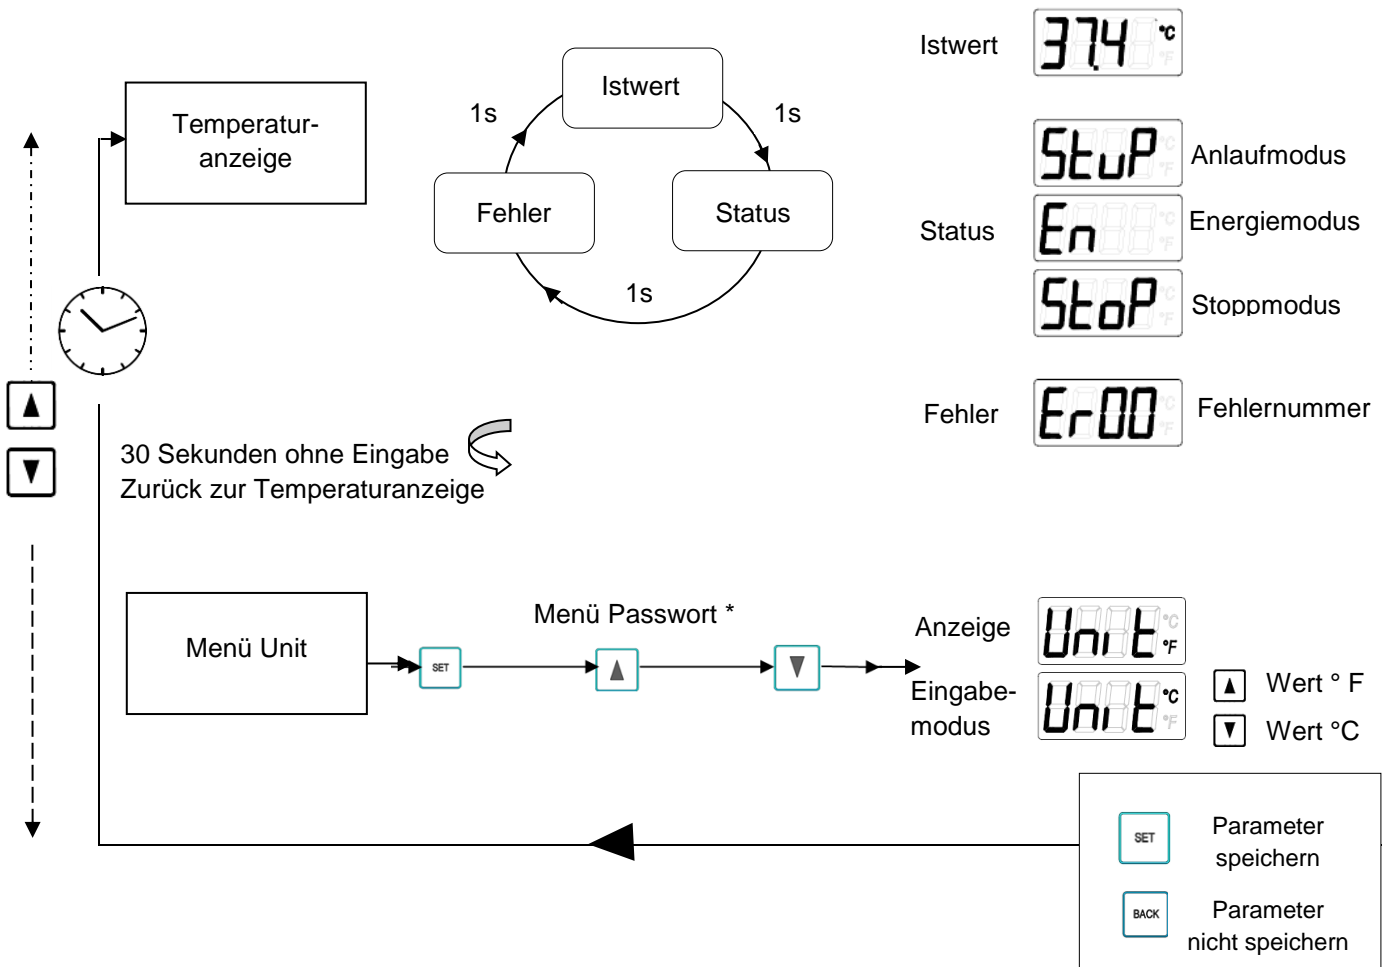 Istwert
37.4 °C
°F
Temperatur-
anzeige
1s
Istwert
1s
Fehler
Status
1s
Status
StuP °C °F
Anlaufmodus
En °C °F
Energiemodus
StoP °C °F
Stoppmodus
Fehler
Er00 °C °F
Fehlernummer
30 Sekunden ohne Eingabe
Zurück zur Temperaturanzeige
Menü Unit
SET
Menü Passwort *
Anzeige
Unit °C °F
Eingabe-
modus
Unit °C °F
Wert ° F
Wert °C
SET
Parameter
speichern
BACK
Parameter
nicht speichern